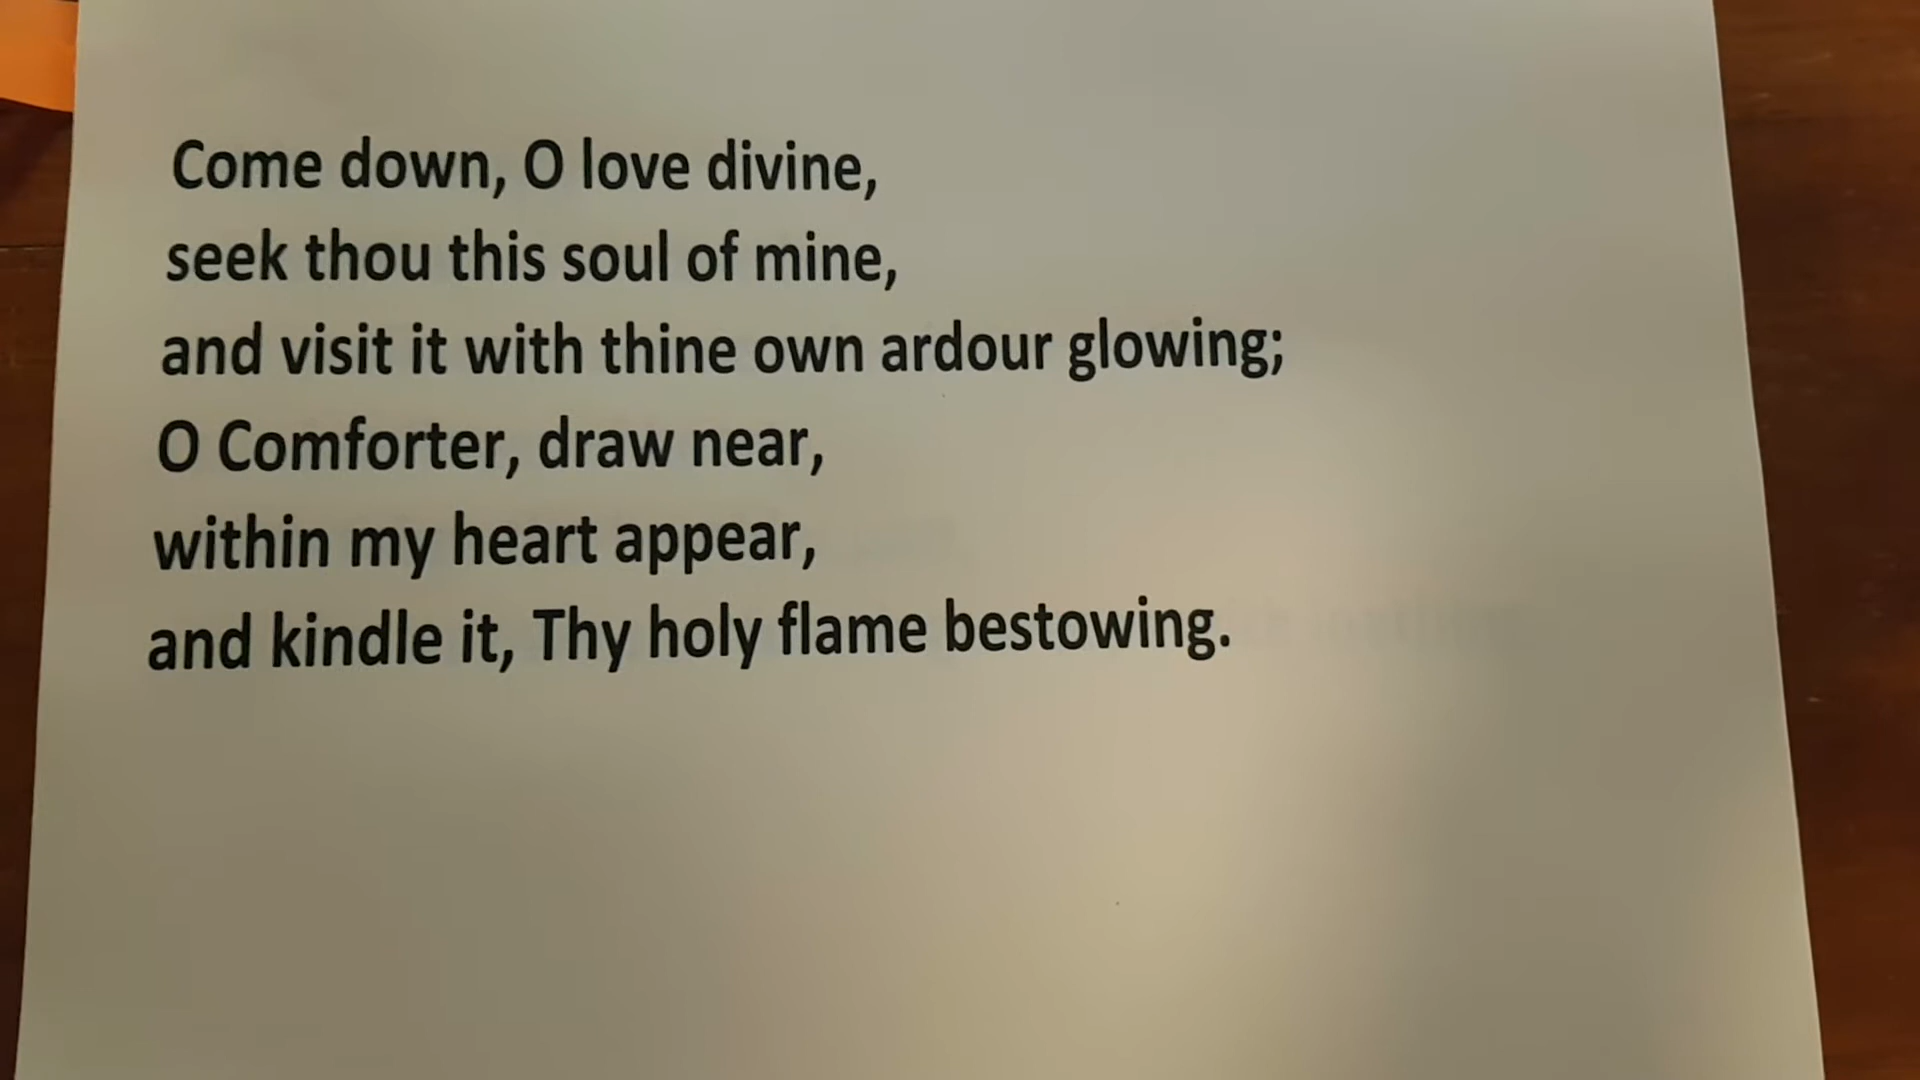 Come down, O love divine,
seek thou this soul of mine,
and visit it with thine own ardour glowing;
O Comforter, draw near,
within my heart appear,
and kindle it, Thy holy flame bestowing.